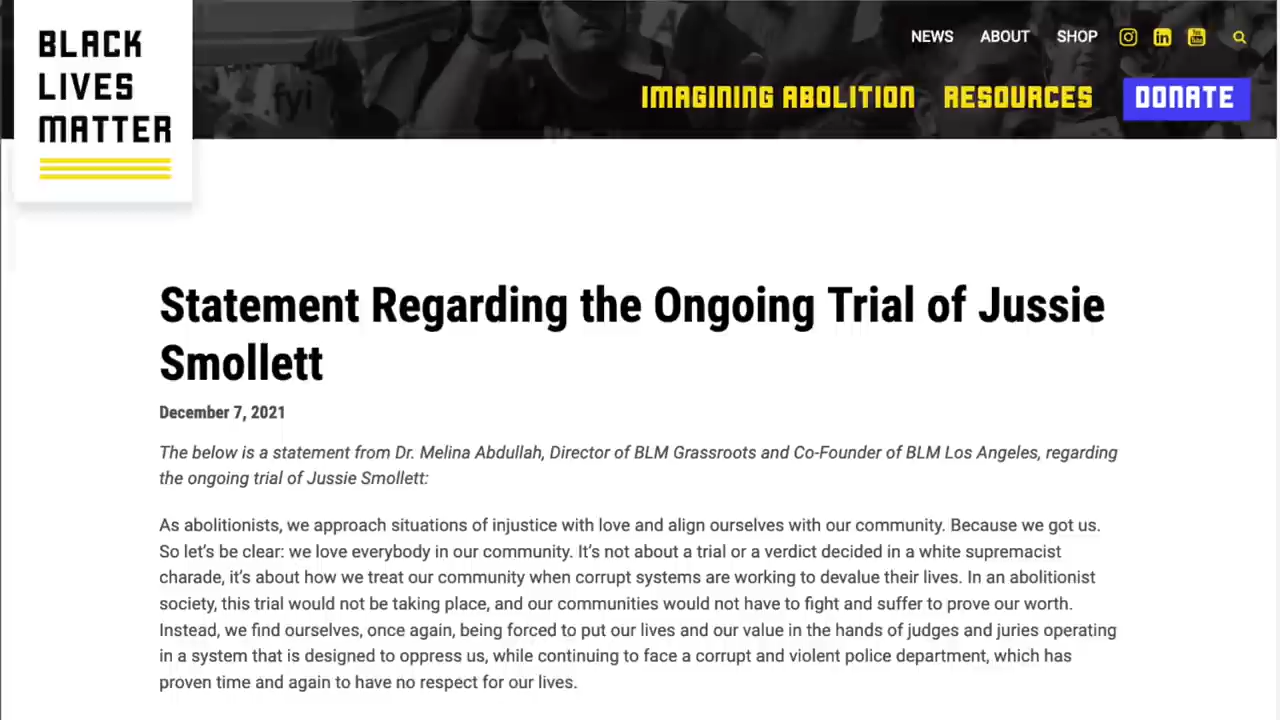 BLACK
LIVES
MATTER
NEWS ABOUT SHOP
IMAGINING ABOLITION RESOURCES DONATE
fyi
Statement Regarding the Ongoing Trial of Jussie
Smollett
December 7, 2021
The below is a statement from Dr. Melina Abdullah, Director of BLM Grassroots and Co-Founder of BLM Los Angeles, regarding
the ongoing trial of Jussie Smollett:
As abolitionists, we approach situations of injustice with love and align ourselves with our community. Because we got us.
So let’s be clear: we love everybody in our community. It’s not about a trial or a verdict decided in a white supremacist
charade, it’s about how we treat our community when corrupt systems are working to devalue their lives. In an abolitionist
society, this trial would not be taking place, and our communities would not have to fight and suffer to prove our worth.
Instead, we find ourselves, once again, being forced to put our lives and our value in the hands of judges and juries operating
in a system that is designed to oppress us, while continuing to face a corrupt and violent police department, which has
proven time and again to have no respect for our lives.